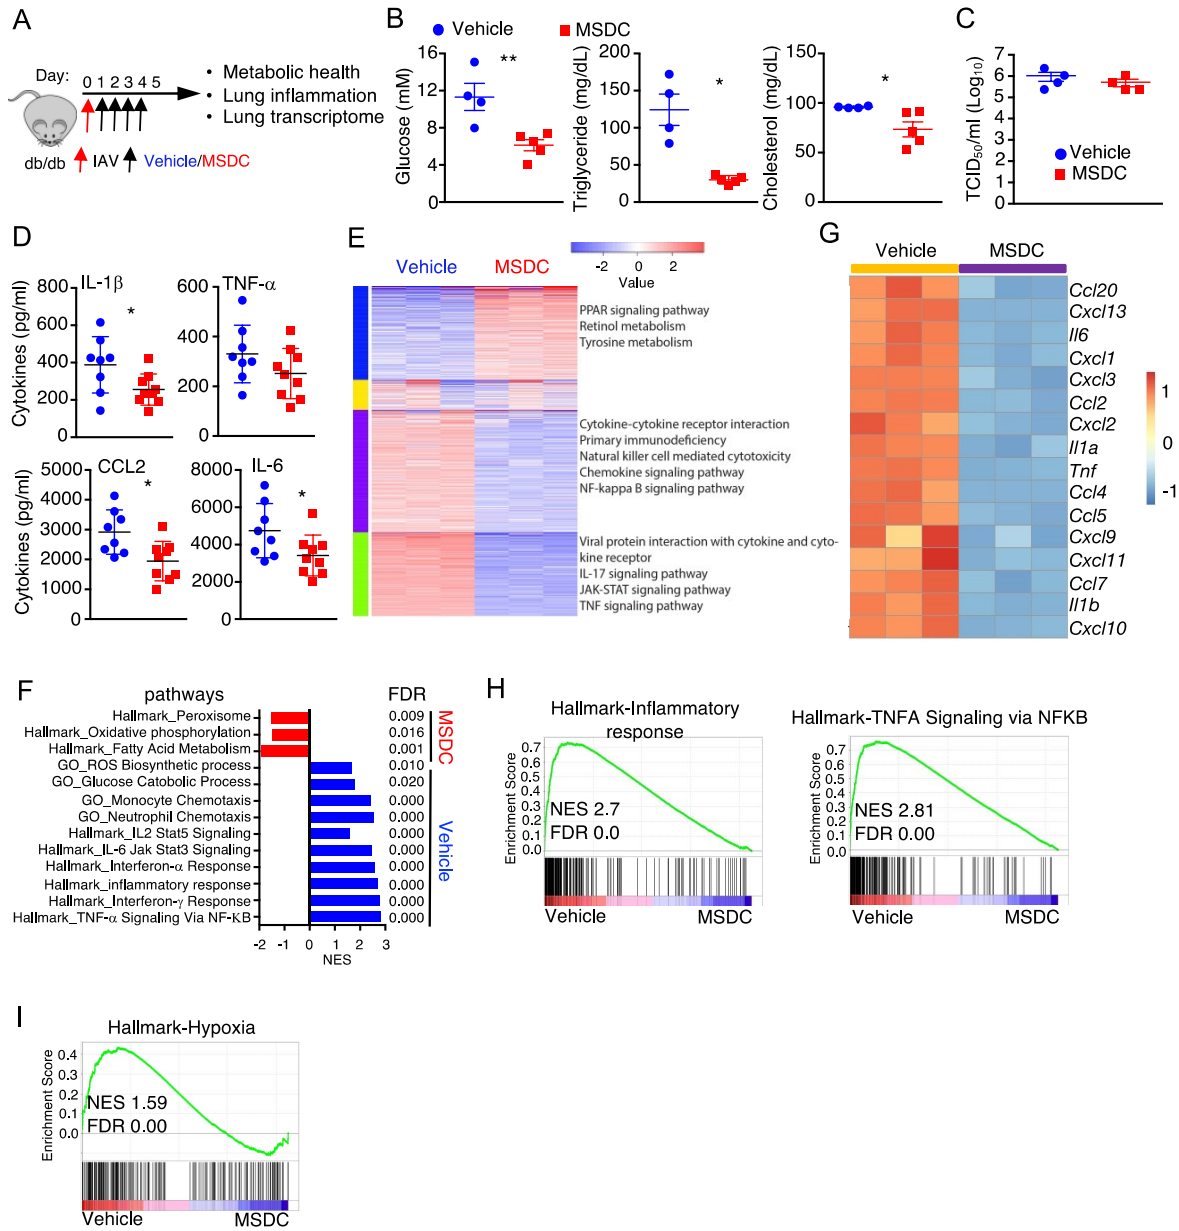 A
Day:
0 1 2 3 4 5
• Metabolic health
• Lung inflammation
• Lung transcriptome
db/db
IAV
Vehicle/MSDC
B
Vehicle
MSDC
Glucose (mM)
16
12
8
4
0
**
Triglyceride (mg/dL)
200
150
100
50
0
*
Cholesterol (mg/dL)
150
100
50
0
*
C
TCID50/ml (Log10)
7
6
5
4
3
2
1
0
Vehicle
MSDC
D
Cytokines (pg/ml)
IL-1β
800
600
400
200
0
*
TNF-α
600
400
200
0
Cytokines (pg/ml)
CCL2
5000
4000
3000
2000
1000
0
*
IL-6
8000
6000
4000
2000
0
*
E
Vehicle
MSDC
-2 0 2
Value
PPAR signaling pathway
Retinol metabolism
Tyrosine metabolism
Cytokine-cytokine receptor interaction
Primary immunodeficiency
Natural killer cell mediated cytotoxicity
Chemokine signaling pathway
NF-kappa B signaling pathway
Viral protein interaction with cytokine and cyto-
kine receptor
IL-17 signaling pathway
JAK-STAT signaling pathway
TNF signaling pathway
G
Vehicle
MSDC
Ccl20
Cxcl13
Il6
Cxcl1
Cxcl3
Ccl2
Cxcl2
Il1a
Tnf
Ccl4
Ccl5
Cxcl9
Cxcl11
Ccl7
Il1b
Cxcl10
1
0
-1
F
pathways
FDR
Hallmark_Peroxisome 0.009
Hallmark_Oxidative phosphorylation 0.016
Hallmark_Fatty Acid Metabolism 0.001
GO_ROS Biosynthetic process 0.010
GO_Glucose Catobolic Process 0.020
GO_Monocyte Chemotaxis 0.000
GO_Neutrophil Chemotaxis 0.000
Hallmark_IL2 Stat5 Signaling 0.000
Hallmark_IL-6 Jak Stat3 Signaling 0.000
Hallmark_Interferon-α Response 0.000
Hallmark_inflammatory response 0.000
Hallmark_Interferon-γ Response 0.000
Hallmark_TNF-α Signaling Via NF-KB 0.000
MSDC
Vehicle
-2 -1 0 1 2 3
NES
H
Hallmark-Inflammatory
response
Enrichment Score
0.7
0.6
0.5
0.4
0.3
0.2
0.1
0.0
NES 2.7
FDR 0.0
Vehicle
MSDC
Hallmark-TNFA Signaling via NFKB
Enrichment Score
0.7
0.6
0.5
0.4
0.3
0.2
0.1
0.0
NES 2.81
FDR 0.00
Vehicle
MSDC
I
Hallmark-Hypoxia
Enrichment Score
0.4
0.3
0.2
0.1
0.0
NES 1.59
FDR 0.00
Vehicle
MSDC